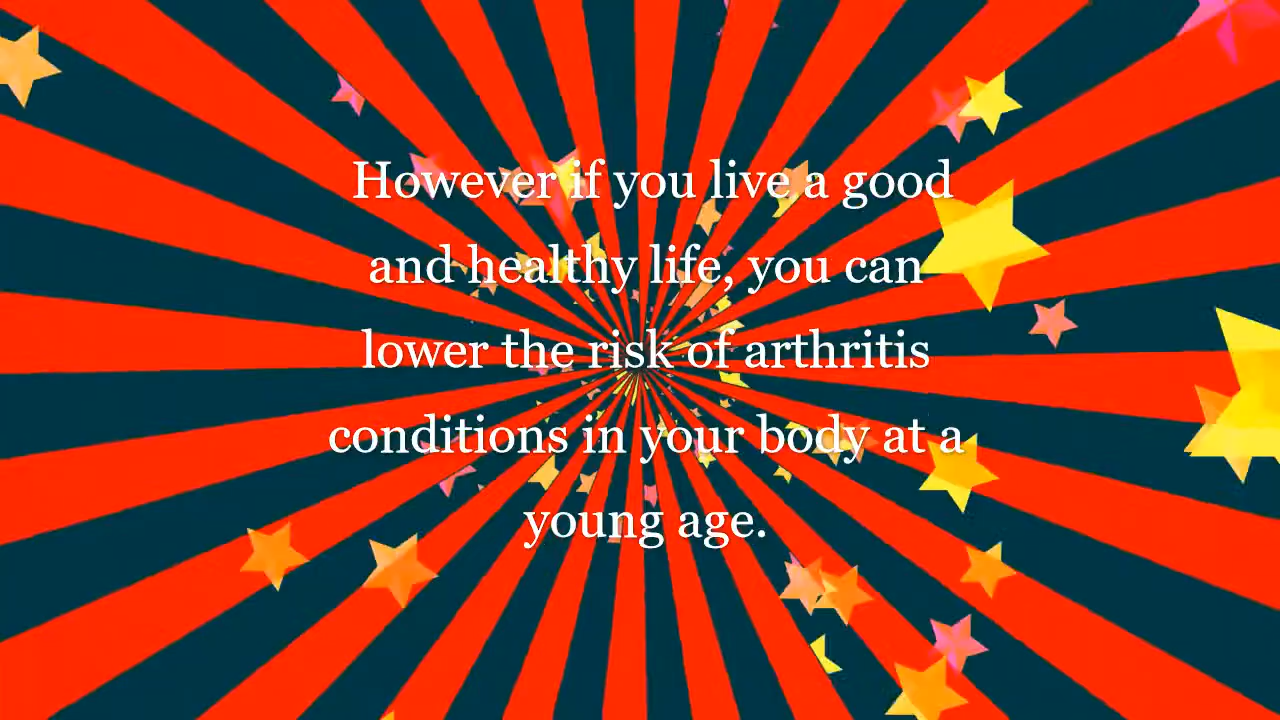 However if you live a good
and healthy life, you can
lower the risk of arthritis
conditions in your body at a
young age.